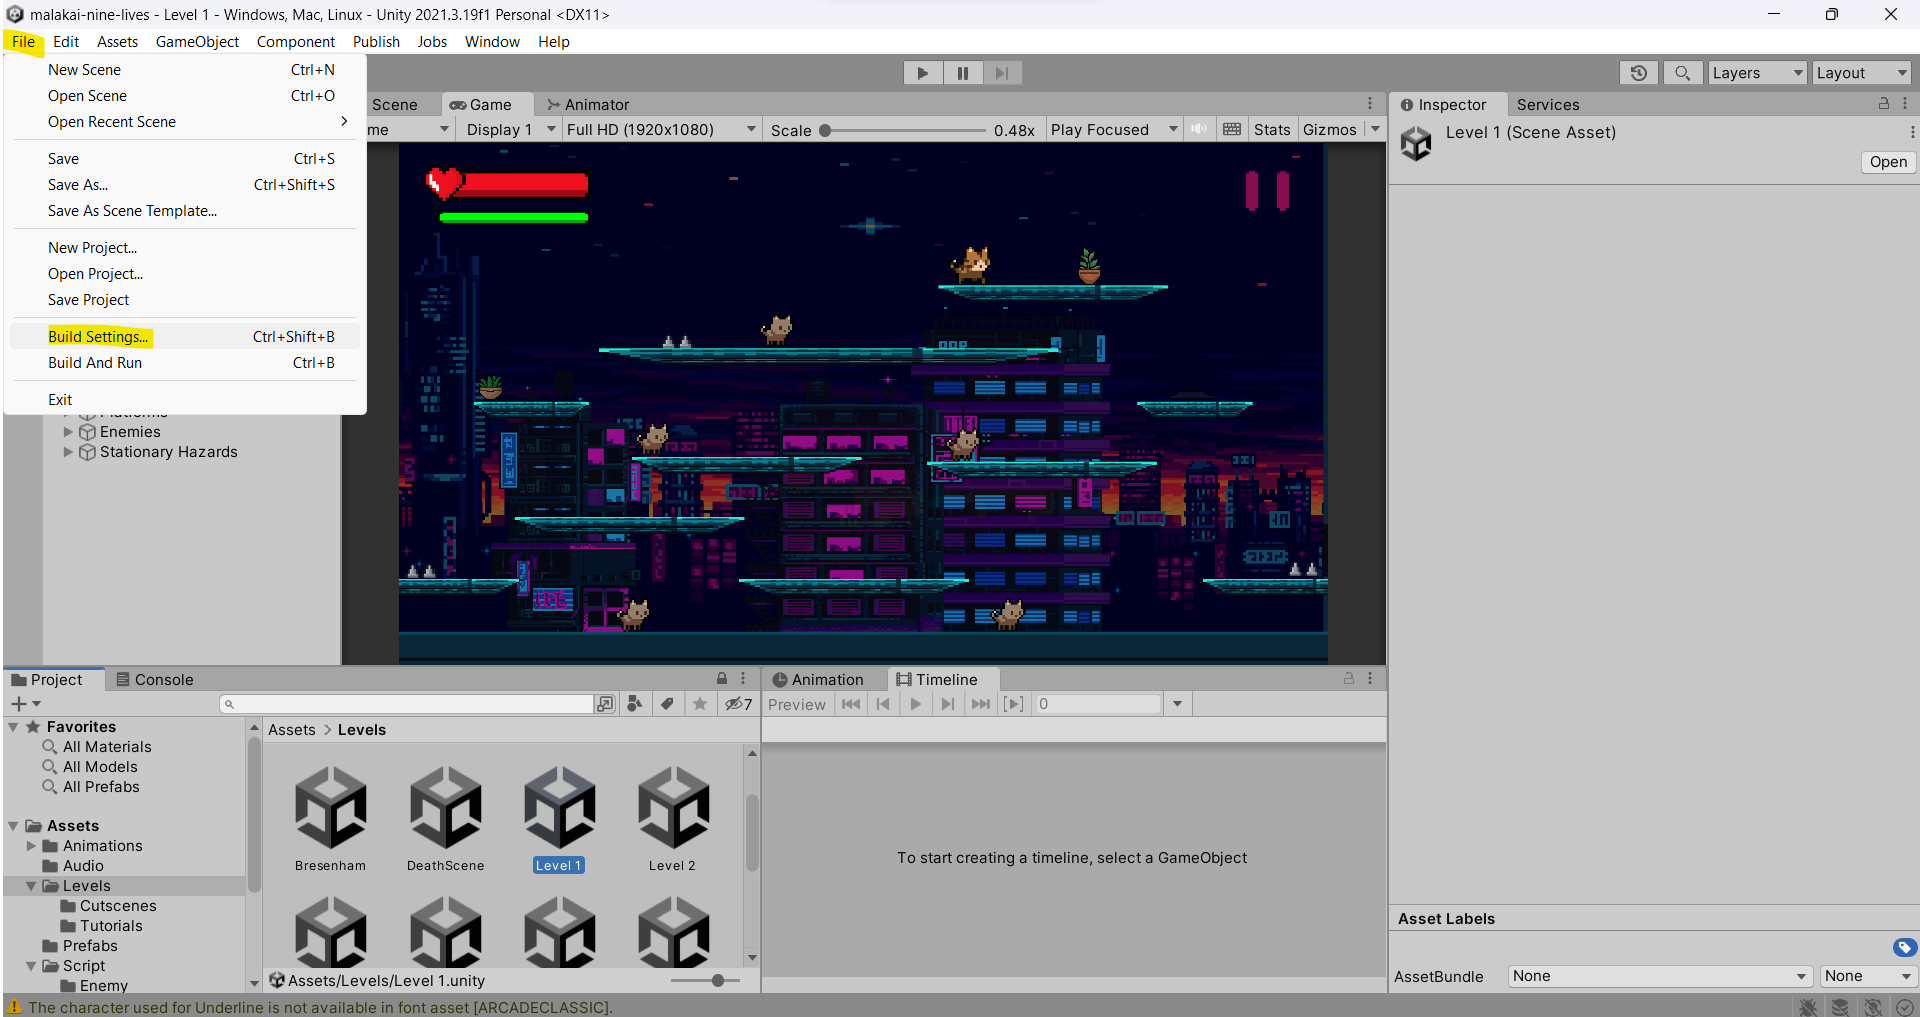 malakai-nine-lives - Level 1 - Windows, Mac, Linux - Unity 2021.3.19f1 Personal <DX11>
File Edit Assets GameObject Component Publish Jobs Window Help
New Scene Ctrl+N
Open Scene Ctrl+O
Open Recent Scene
Save Ctrl+S
Save As... Ctrl+Shift+S
Save As Scene Template...
New Project...
Open Project...
Save Project
Build Settings... Ctrl+Shift+B
Build And Run Ctrl+B
Exit
Enemies
Stationary Hazards
Layers Layout
Scene Game Animator
me Display 1 Full HD (1920x1080) Scale 0.48x Play Focused Stats Gizmos
Inspector Services
Level 1 (Scene Asset)
Open
Project Console
7
Favorites
All Materials
All Models
All Prefabs
Assets
Animations
Audio
Levels
Cutscenes
Tutorials
Prefabs
Script
Enemy
Assets > Levels
Bresenham DeathScene Level 1 Level 2
Assets/Levels/Level 1.unity
Animation Timeline
Preview 0
To start creating a timeline, select a GameObject
Asset Labels
AssetBundle None None
The character used for Underline is not available in font asset [ARCADECLASSIC].